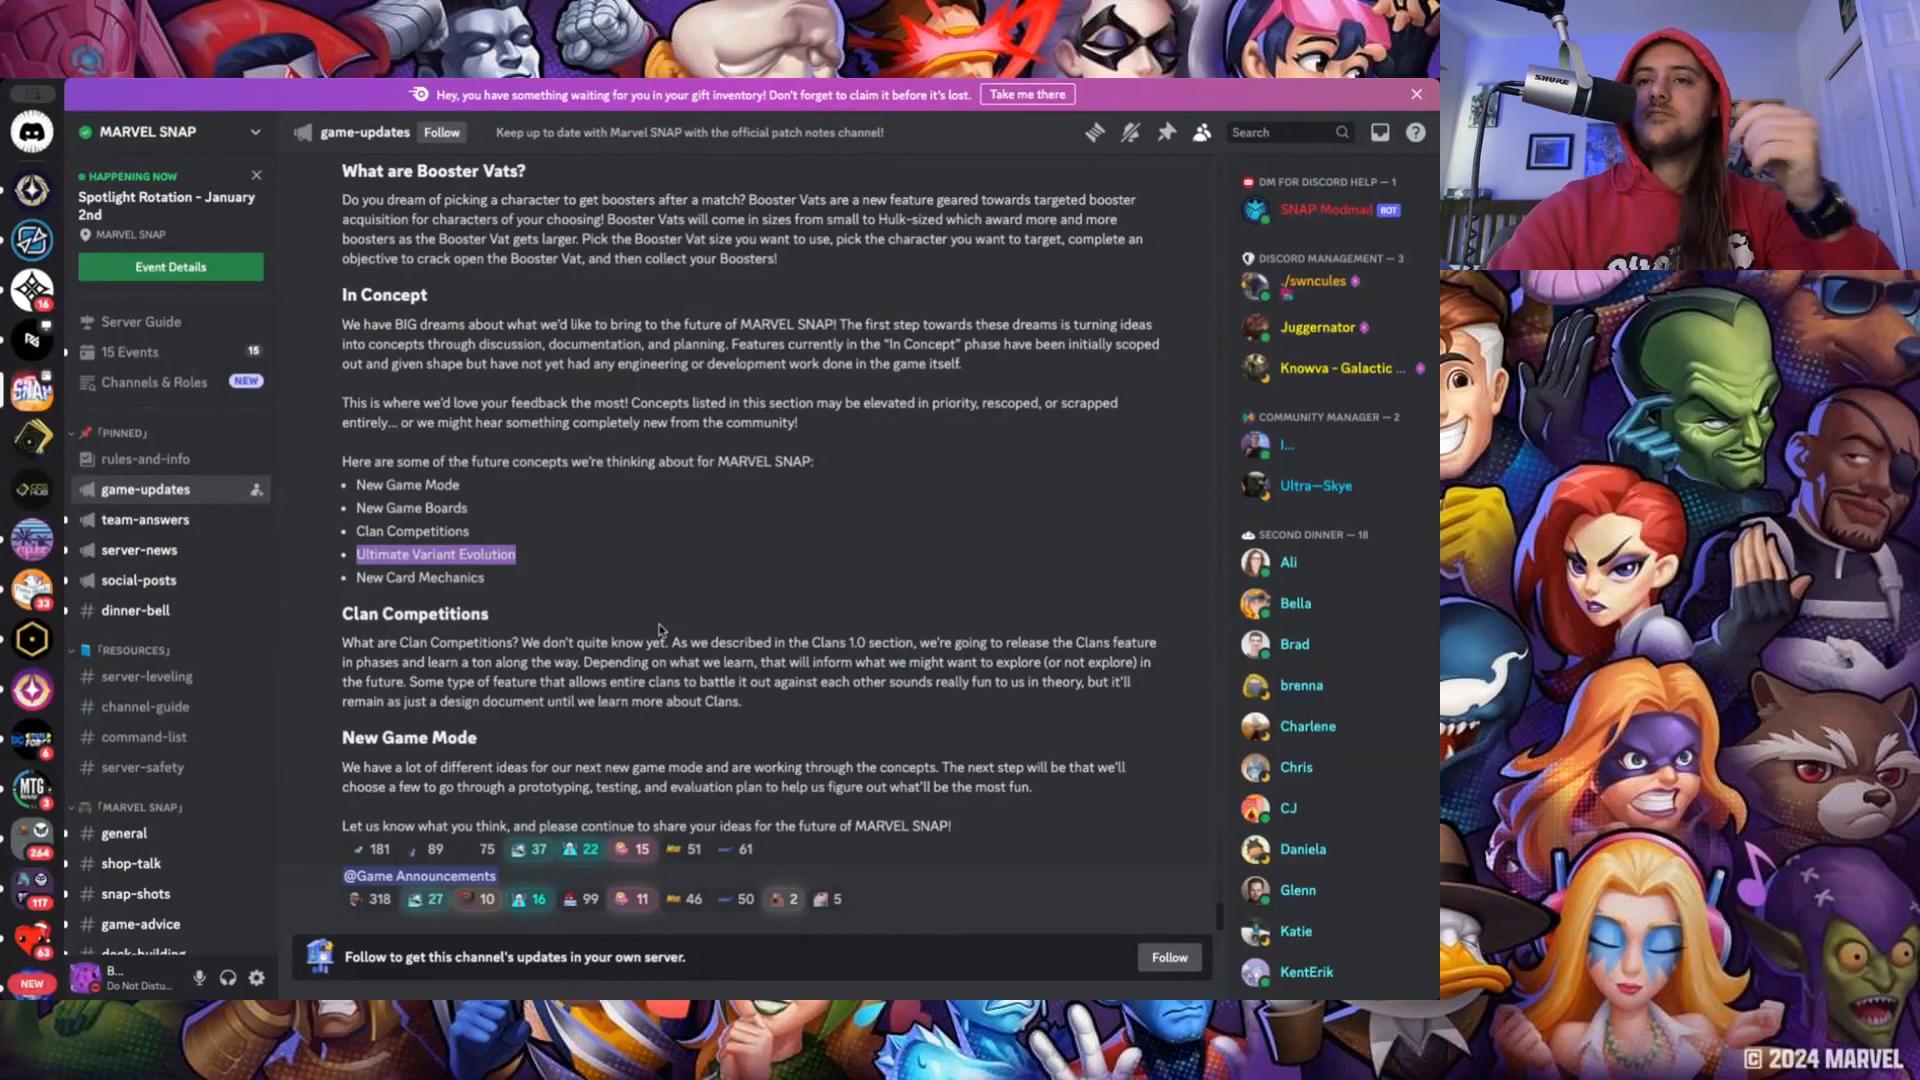 Hey, you have something waiting for you in your gift inventory! Don't forget to claim it before it's lost.
Take me there
MARVEL SNAP
HAPPENING NOW
Spotlight Rotation - January
2nd
MARVEL SNAP
Event Details
Server Guide
15 Events
15
Channels & Roles
NEW
「PINNED」
rules-and-info
game-updates
team-answers
server-news
social-posts
dinner-bell
「RESOURCES」
server-leveling
channel-guide
command-list
server-safety
「MARVEL SNAP」
general
shop-talk
snap-shots
game-advice
deck-building
B...
Do Not Distu...
16
33
6
3
264
117
63
NEW
SNAP
MTG
game-updates
Follow
Keep up to date with Marvel SNAP with the official patch notes channel!
Search
What are Booster Vats?
Do you dream of picking a character to get boosters after a match? Booster Vats are a new feature geared towards targeted booster
acquisition for characters of your choosing! Booster Vats will come in sizes from small to Hulk-sized which award more and more
boosters as the Booster Vat gets larger. Pick the Booster Vat size you want to use, pick the character you want to target, complete an
objective to crack open the Booster Vat, and then collect your Boosters!
In Concept
We have BIG dreams about what we'd like to bring to the future of MARVEL SNAP! The first step towards these dreams is turning ideas
into concepts through discussion, documentation, and planning. Features currently in the "In Concept" phase have been initially scoped
out and given shape but have not yet had any engineering or development work done in the game itself.
This is where we'd love your feedback the most! Concepts listed in this section may be elevated in priority, rescoped, or scrapped
entirely... or we might hear something completely new from the community!
Here are some of the future concepts we're thinking about for MARVEL SNAP:
• New Game Mode
• New Game Boards
• Clan Competitions
• Ultimate Variant Evolution
• New Card Mechanics
Clan Competitions
What are Clan Competitions? We don't quite know yet. As we described in the Clans 1.0 section, we're going to release the Clans feature
in phases and learn a ton along the way. Depending on what we learn, that will inform what we might want to explore (or not explore) in
the future. Some type of feature that allows entire clans to battle it out against each other sounds really fun to us in theory, but it'll
remain as just a design document until we learn more about Clans.
New Game Mode
We have a lot of different ideas for our next new game mode and are working through the concepts. The next step will be that we'll
choose a few to go through a prototyping, testing, and evaluation plan to help us figure out what'll be the most fun.
Let us know what you think, and please continue to share your ideas for the future of MARVEL SNAP!
181 89 75 37 22 15 51 61
@Game Announcements
318 27 10 16 99 11 46 50 2 5
Follow to get this channel's updates in your own server.
Follow
DM FOR DISCORD HELP — 1
SNAP Modmail BOT
DISCORD MANAGEMENT — 3
./swncules
Juggernator
Knowva - Galactic ...
COMMUNITY MANAGER — 2
I...
Ultra—Skye
SECOND DINNER — 18
Ali
Bella
Brad
brenna
Charlene
Chris
CJ
Daniela
Glenn
Katie
KentErik
SHURE
© 2024 MARVEL